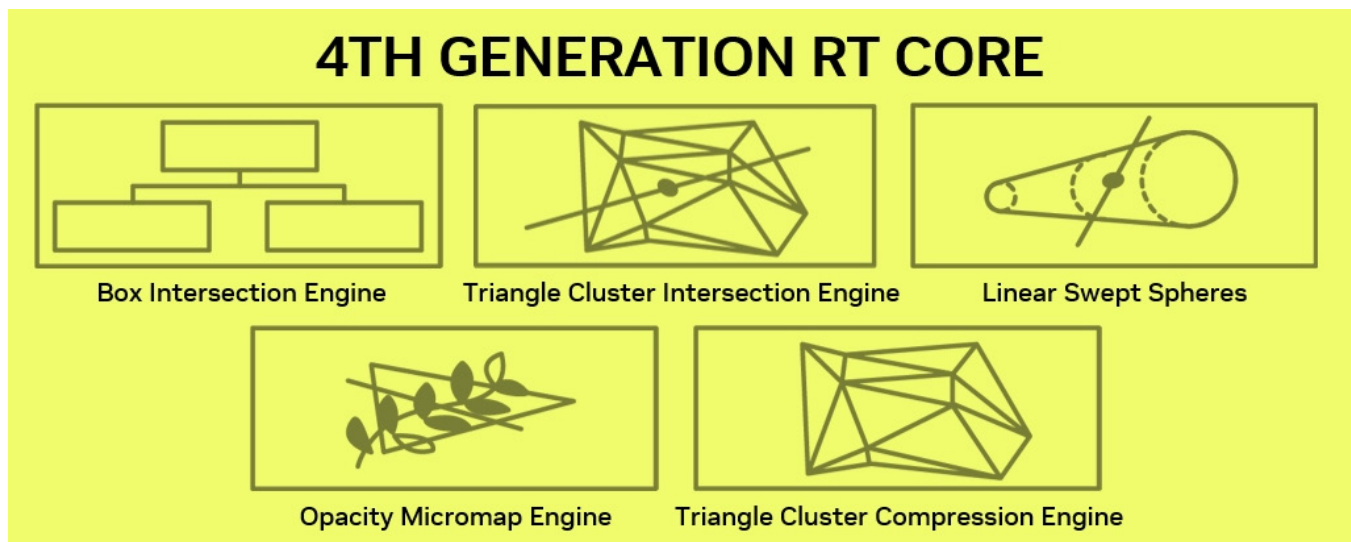 4TH GENERATION RT CORE
Box Intersection Engine
Triangle Cluster Intersection Engine
Linear Swept Spheres
Opacity Micromap Engine
Triangle Cluster Compression Engine